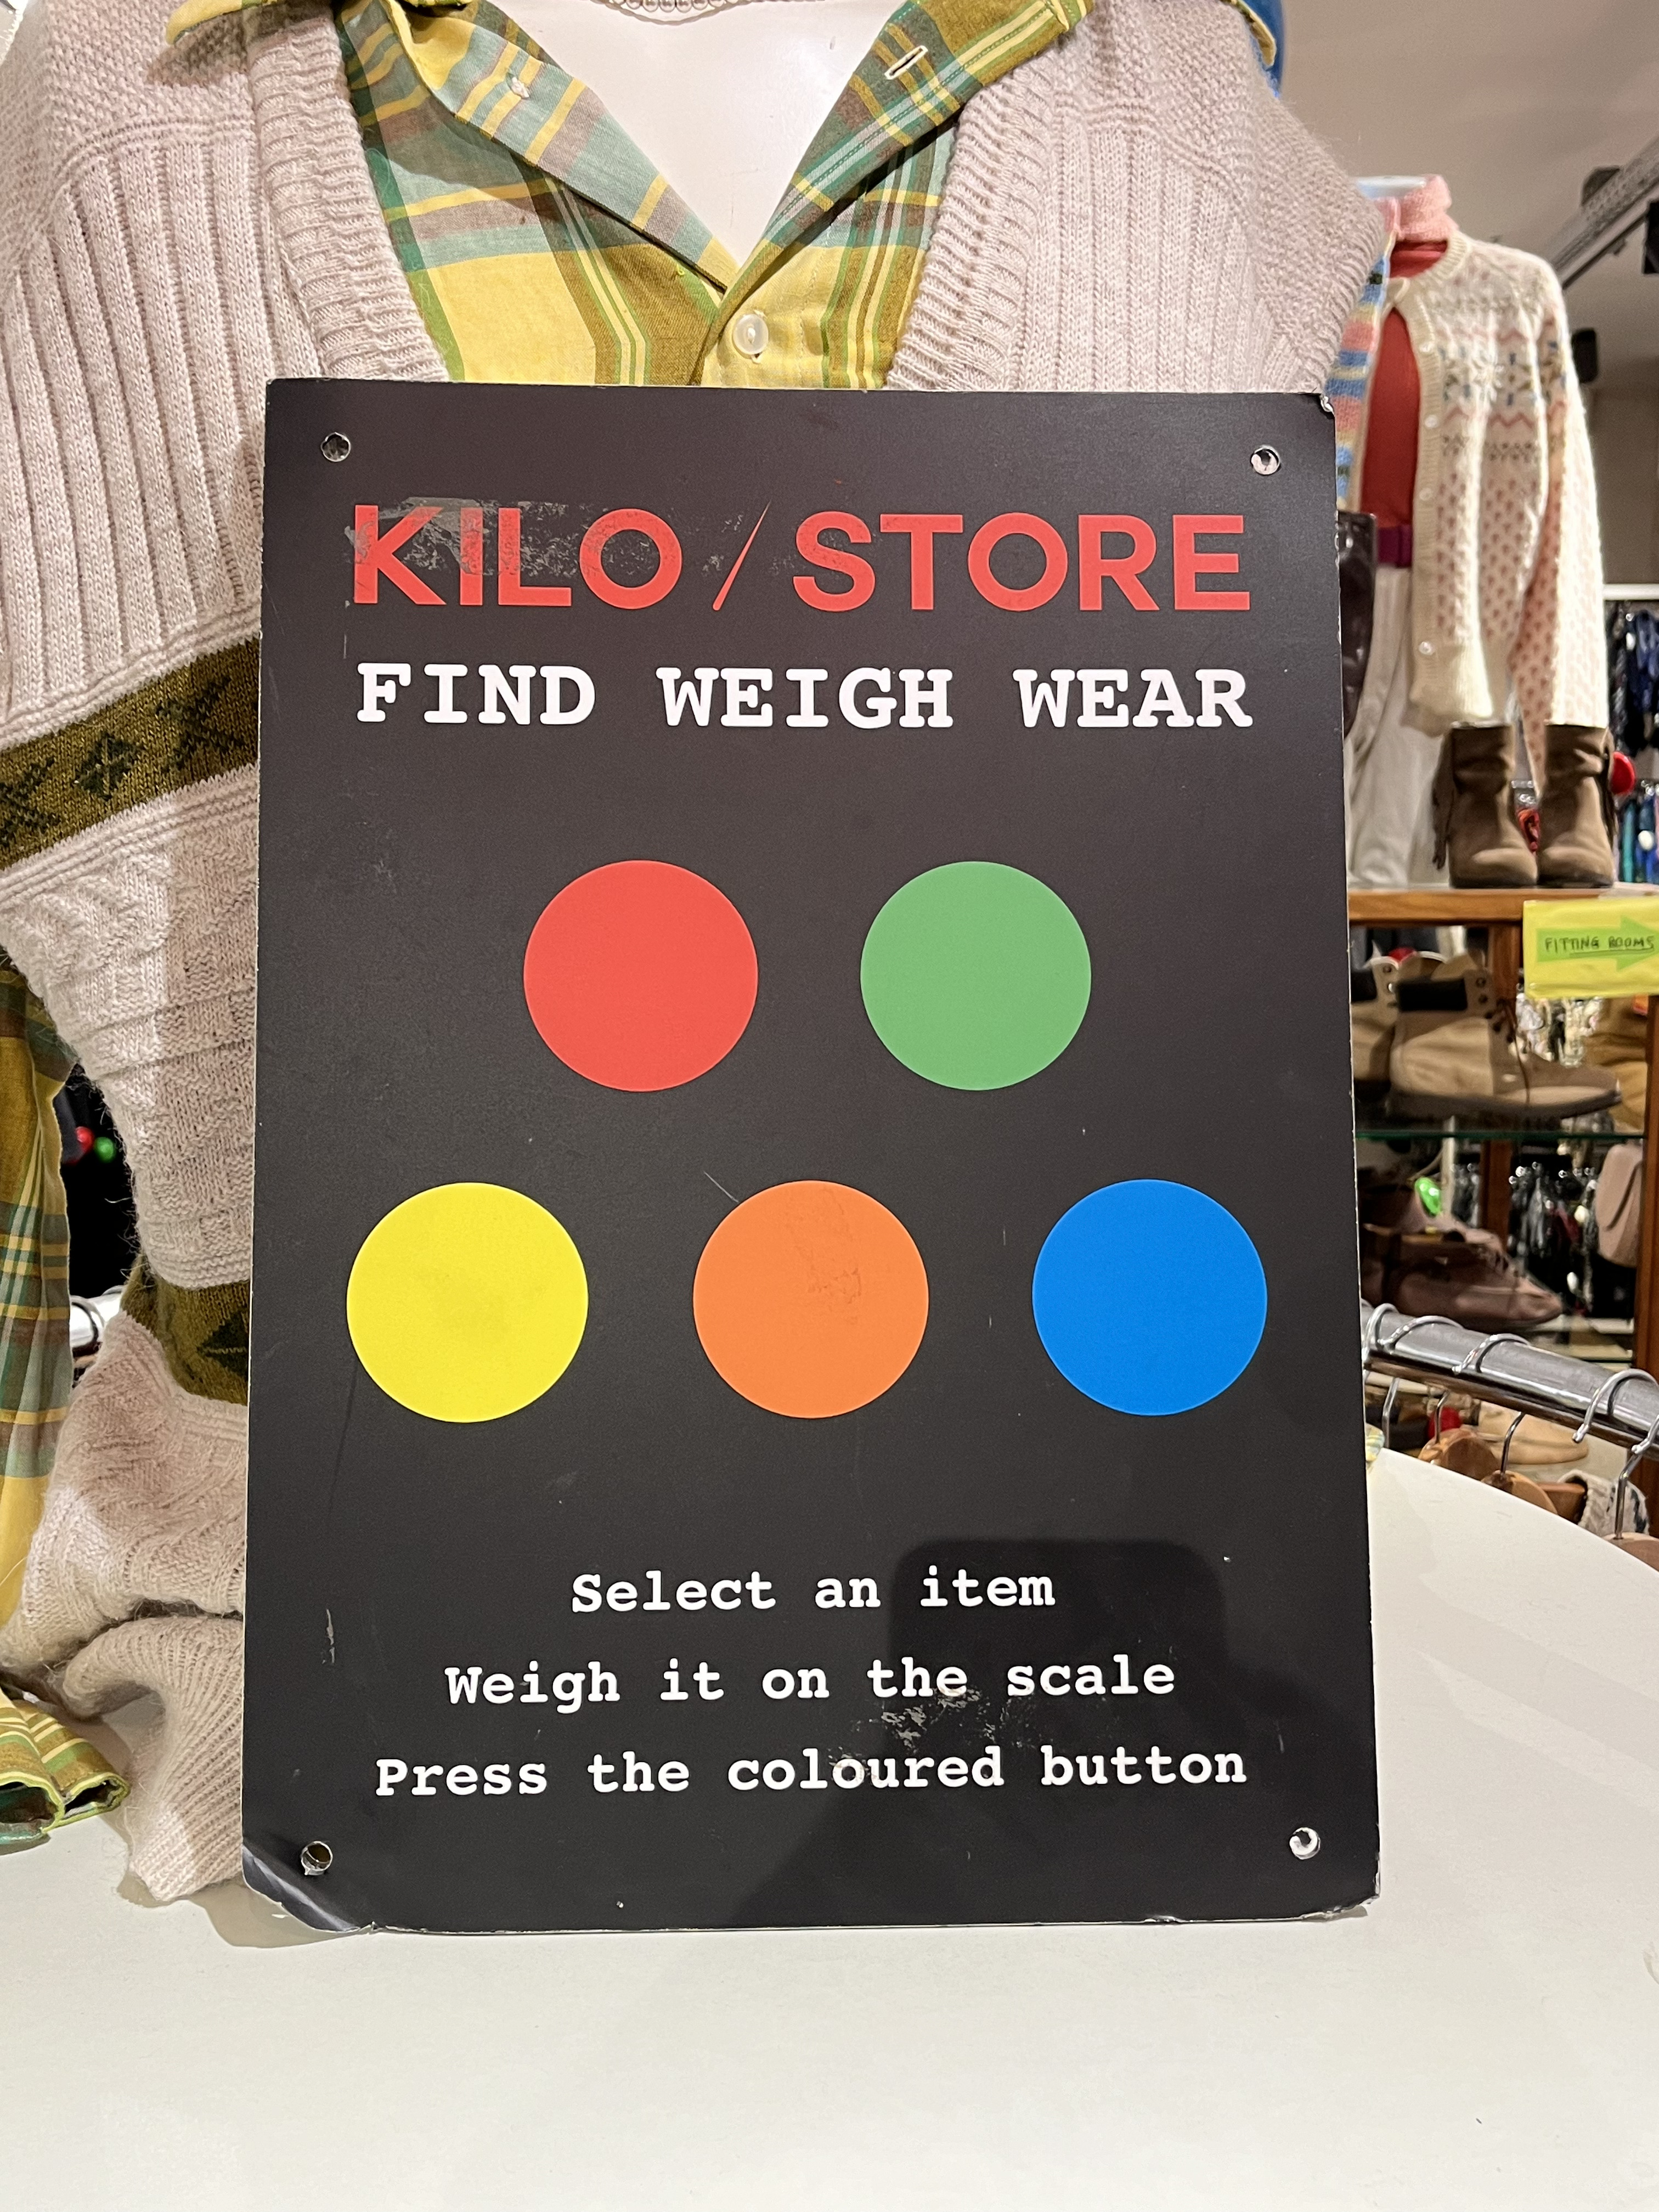 KILO/STORE
FIND WEIGH WEAR
Select an item
Weigh it on the scale
Press the coloured button
FITTING ROOMS